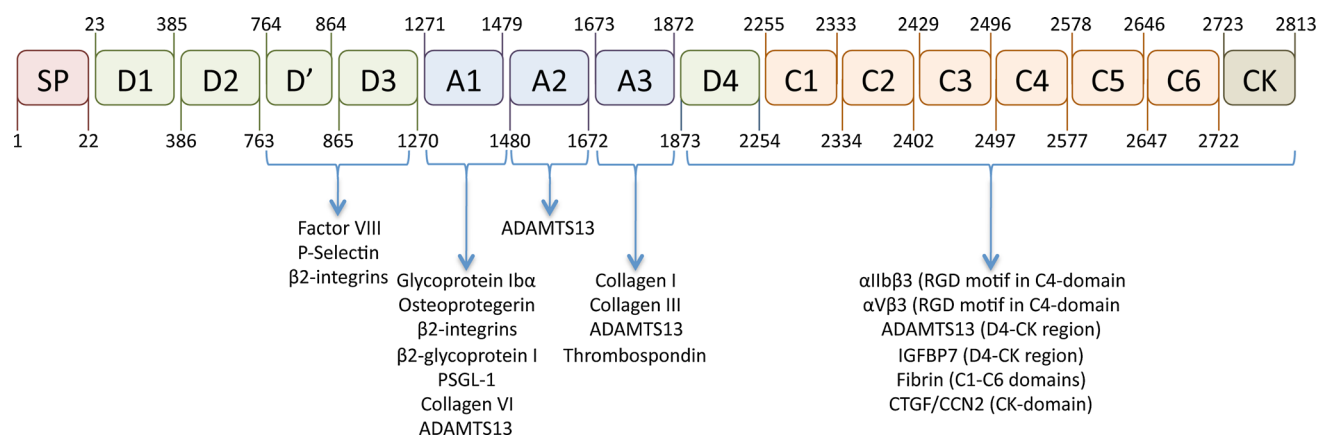 23 385 764 864 1271 1479 1673 1872 2255 2333 2429 2496 2578 2646 2723 2813
SP D1 D2 D′ D3 A1 A2 A3 D4 C1 C2 C3 C4 C5 C6 CK
1 22 386 763 865 1270 1480 1672 1873 2254 2334 2402 2497 2577 2647 2722
Factor VIII
P-Selectin
β2-integrins
Glycoprotein Ibα
Osteoprotegerin
β2-integrins
β2-glycoprotein I
PSGL-1
Collagen VI
ADAMTS13
ADAMTS13
Collagen I
Collagen III
ADAMTS13
Thrombospondin
αIIbβ3 (RGD motif in C4-domain
αVβ3 (RGD motif in C4-domain
ADAMTS13 (D4-CK region)
IGFBP7 (D4-CK region)
Fibrin (C1-C6 domains)
CTGF/CCN2 (CK-domain)